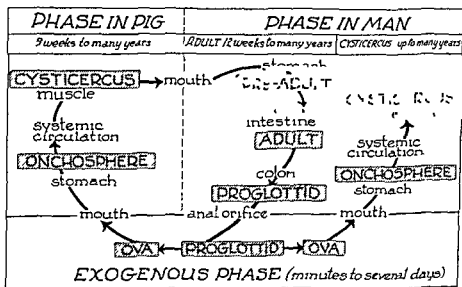 PHASE IN PIG
PHASE IN MAN
9 weeks to many years
ADULT 12 weeks to many years
CYSTICERCUS up to many years
CYSTICERCUS
muscle
systemic
circulation
ONCHOSPHERE
stomach
mouth
mouth
stomach
intestine
ADULT
colon
PROGLOTTID
anal orifice
systemic
circulation
ONCHOSPHERE
stomach
mouth
OVA
PROGLOTTID
OVA
EXOGENOUS PHASE (minutes to several days)